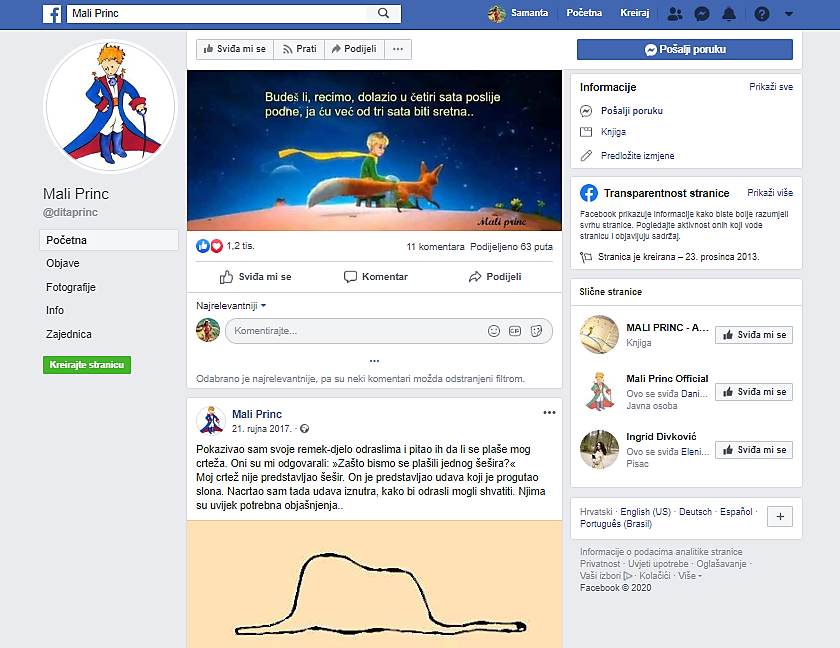 Mali Princ
Samanta
Početna
Kreiraj
Mali Princ
@ditaprinc
Početna
Objave
Fotografije
Info
Zajednica
Kreirajte stranicu
Sviđa mi se
Prati
Podijeli
Budeš li, recimo, dolazio u četiri sata poslije
podne, ja ću već od tri sata biti sretna..
Mali princ
1,2 tis.
11 komentara Podijeljeno 63 puta
Sviđa mi se
Komentar
Podijeli
Najrelevantniji
Komentirajte...
GIF
Odabrano je najrelevantnije, pa su neki komentari možda odstranjeni filtrom.
Mali Princ
21. rujna 2017. ·
Pokazivao sam svoje remek-djelo odraslima i pitao ih da li se plaše mog
crteža. Oni su mi odgovarali: »Zašto bismo se plašili jednog šešira?«
Moj crtež nije predstavljao šešir. On je predstavljao udava koji je progutao
slona. Nacrtao sam tada udava iznutra, kako bi odrasli mogli shvatiti. Njima
su uvijek potrebna objašnjenja..
Pošalji poruku
Informacije
Prikaži sve
Pošalji poruku
Knjiga
Predložite izmjene
Transparentnost stranice
Prikaži više
Facebook prikazuje informacije kako biste bolje razumjeli
svrhu stranice. Pogledajte aktivnost onih koji vode
stranicu i objavljuju sadržaj.
Stranica je kreirana – 23. prosinca 2013.
Slične stranice
MALI PRINC - A...
Knjiga
Sviđa mi se
Mali Princ Official
Ovo se sviđa Dani...
Javna osoba
Sviđa mi se
Ingrid Divković
Ovo se sviđa Eleni...
Pisac
Sviđa mi se
Hrvatski · English (US) · Deutsch · Español ·
Português (Brasil)
Informacije o podacima analitike stranice
Privatnost · Uvjeti upotrebe · Oglašavanje ·
Vaši izbori · Kolačići · Više
Facebook © 2020